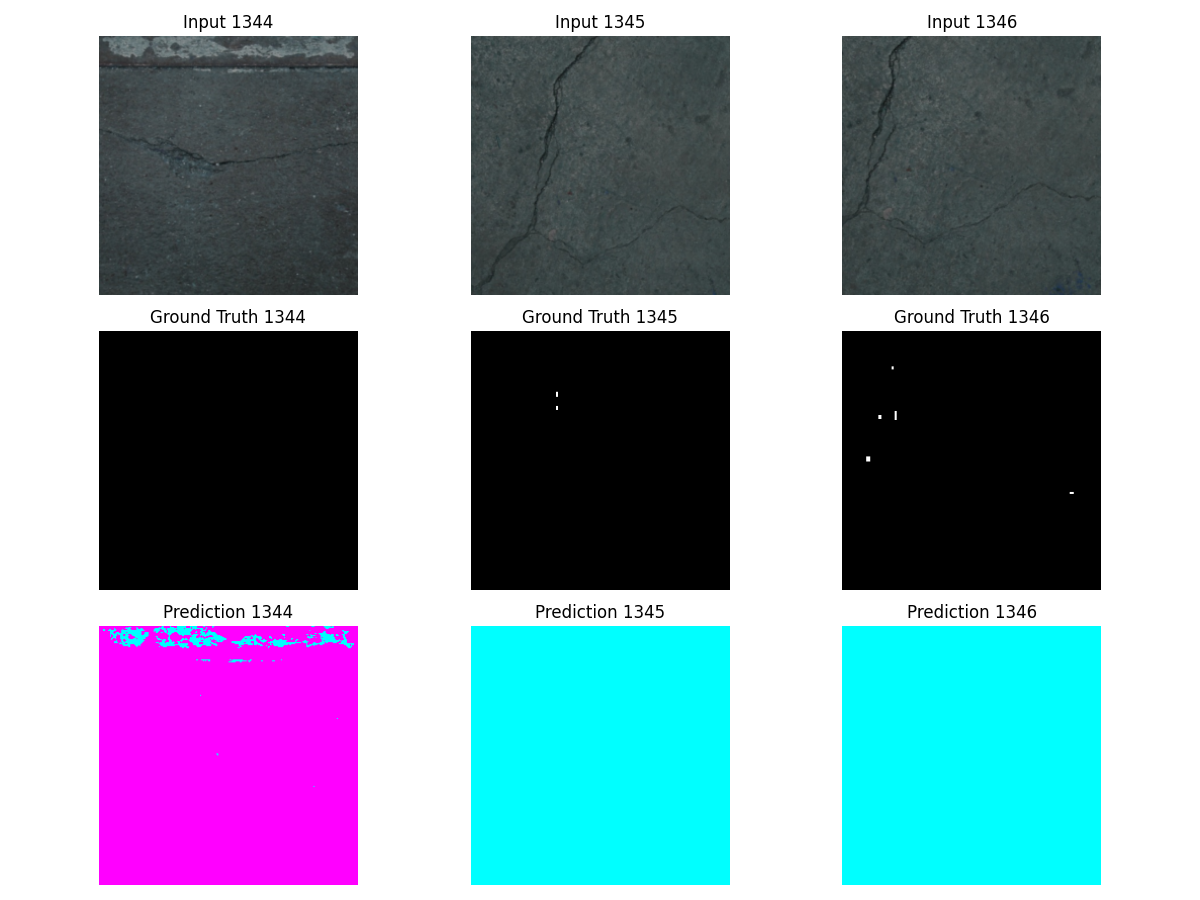 Input 1344
Input 1345
Input 1346
Ground Truth 1344
Ground Truth 1345
Ground Truth 1346
Prediction 1344
Prediction 1345
Prediction 1346